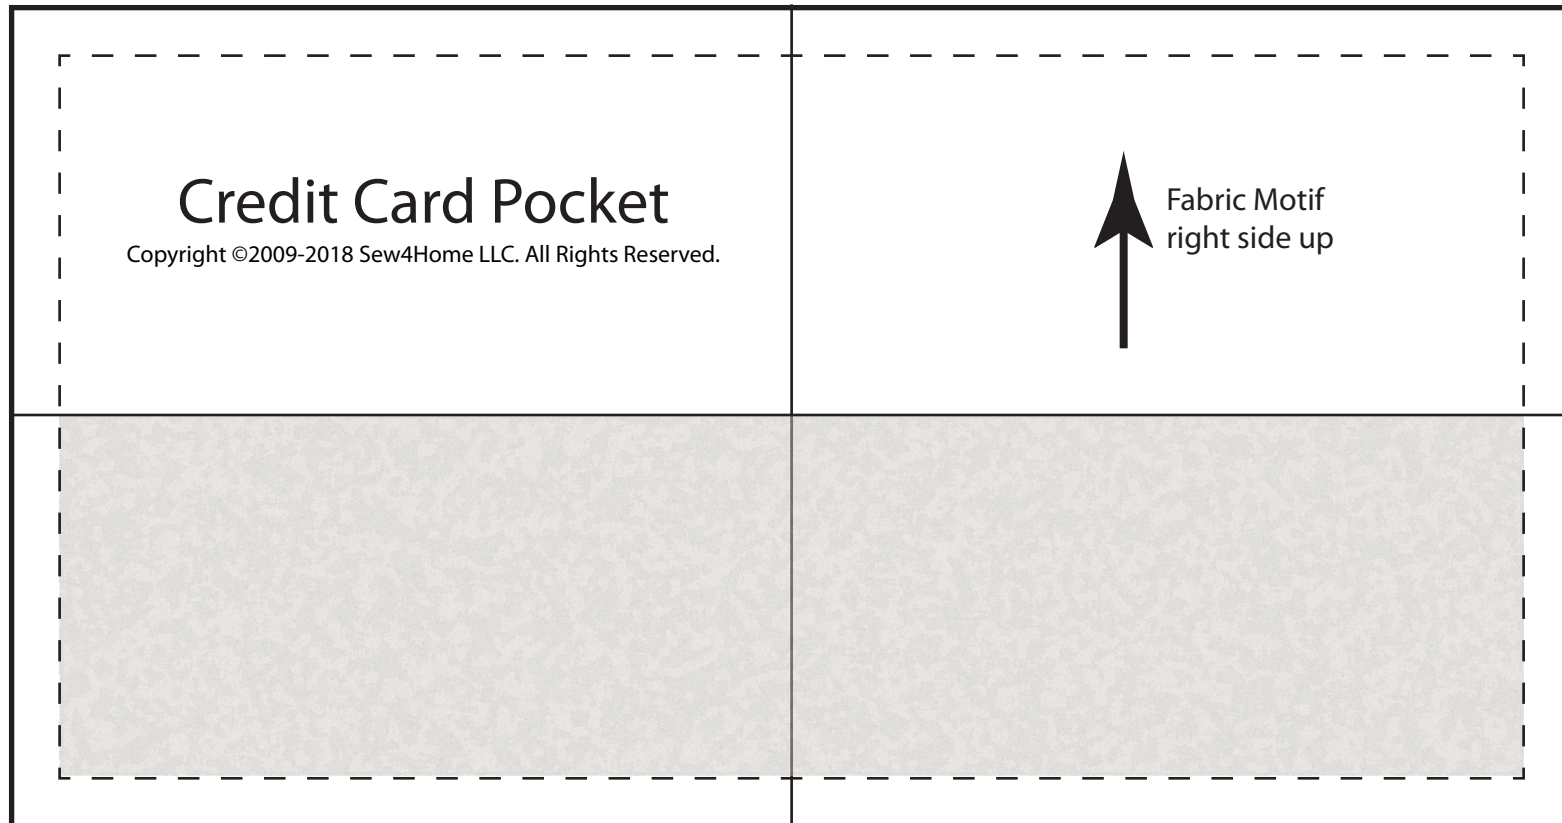 Credit Card Pocket
Copyright ©2009-2018 Sew4Home LLC. All Rights Reserved.
Fabric Motif
right side up